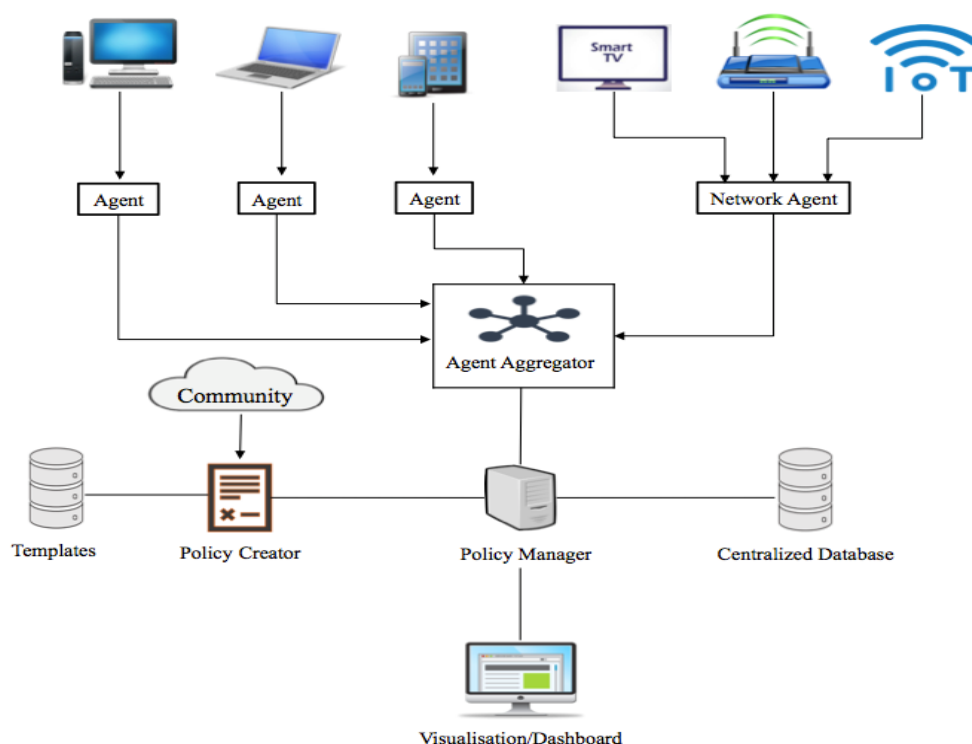 Smart
TV
IoT
Agent
Agent
Agent
Network Agent
Agent Aggregator
Community
Templates
Policy Creator
Policy Manager
Centralized Database
Visualisation/Dashboard